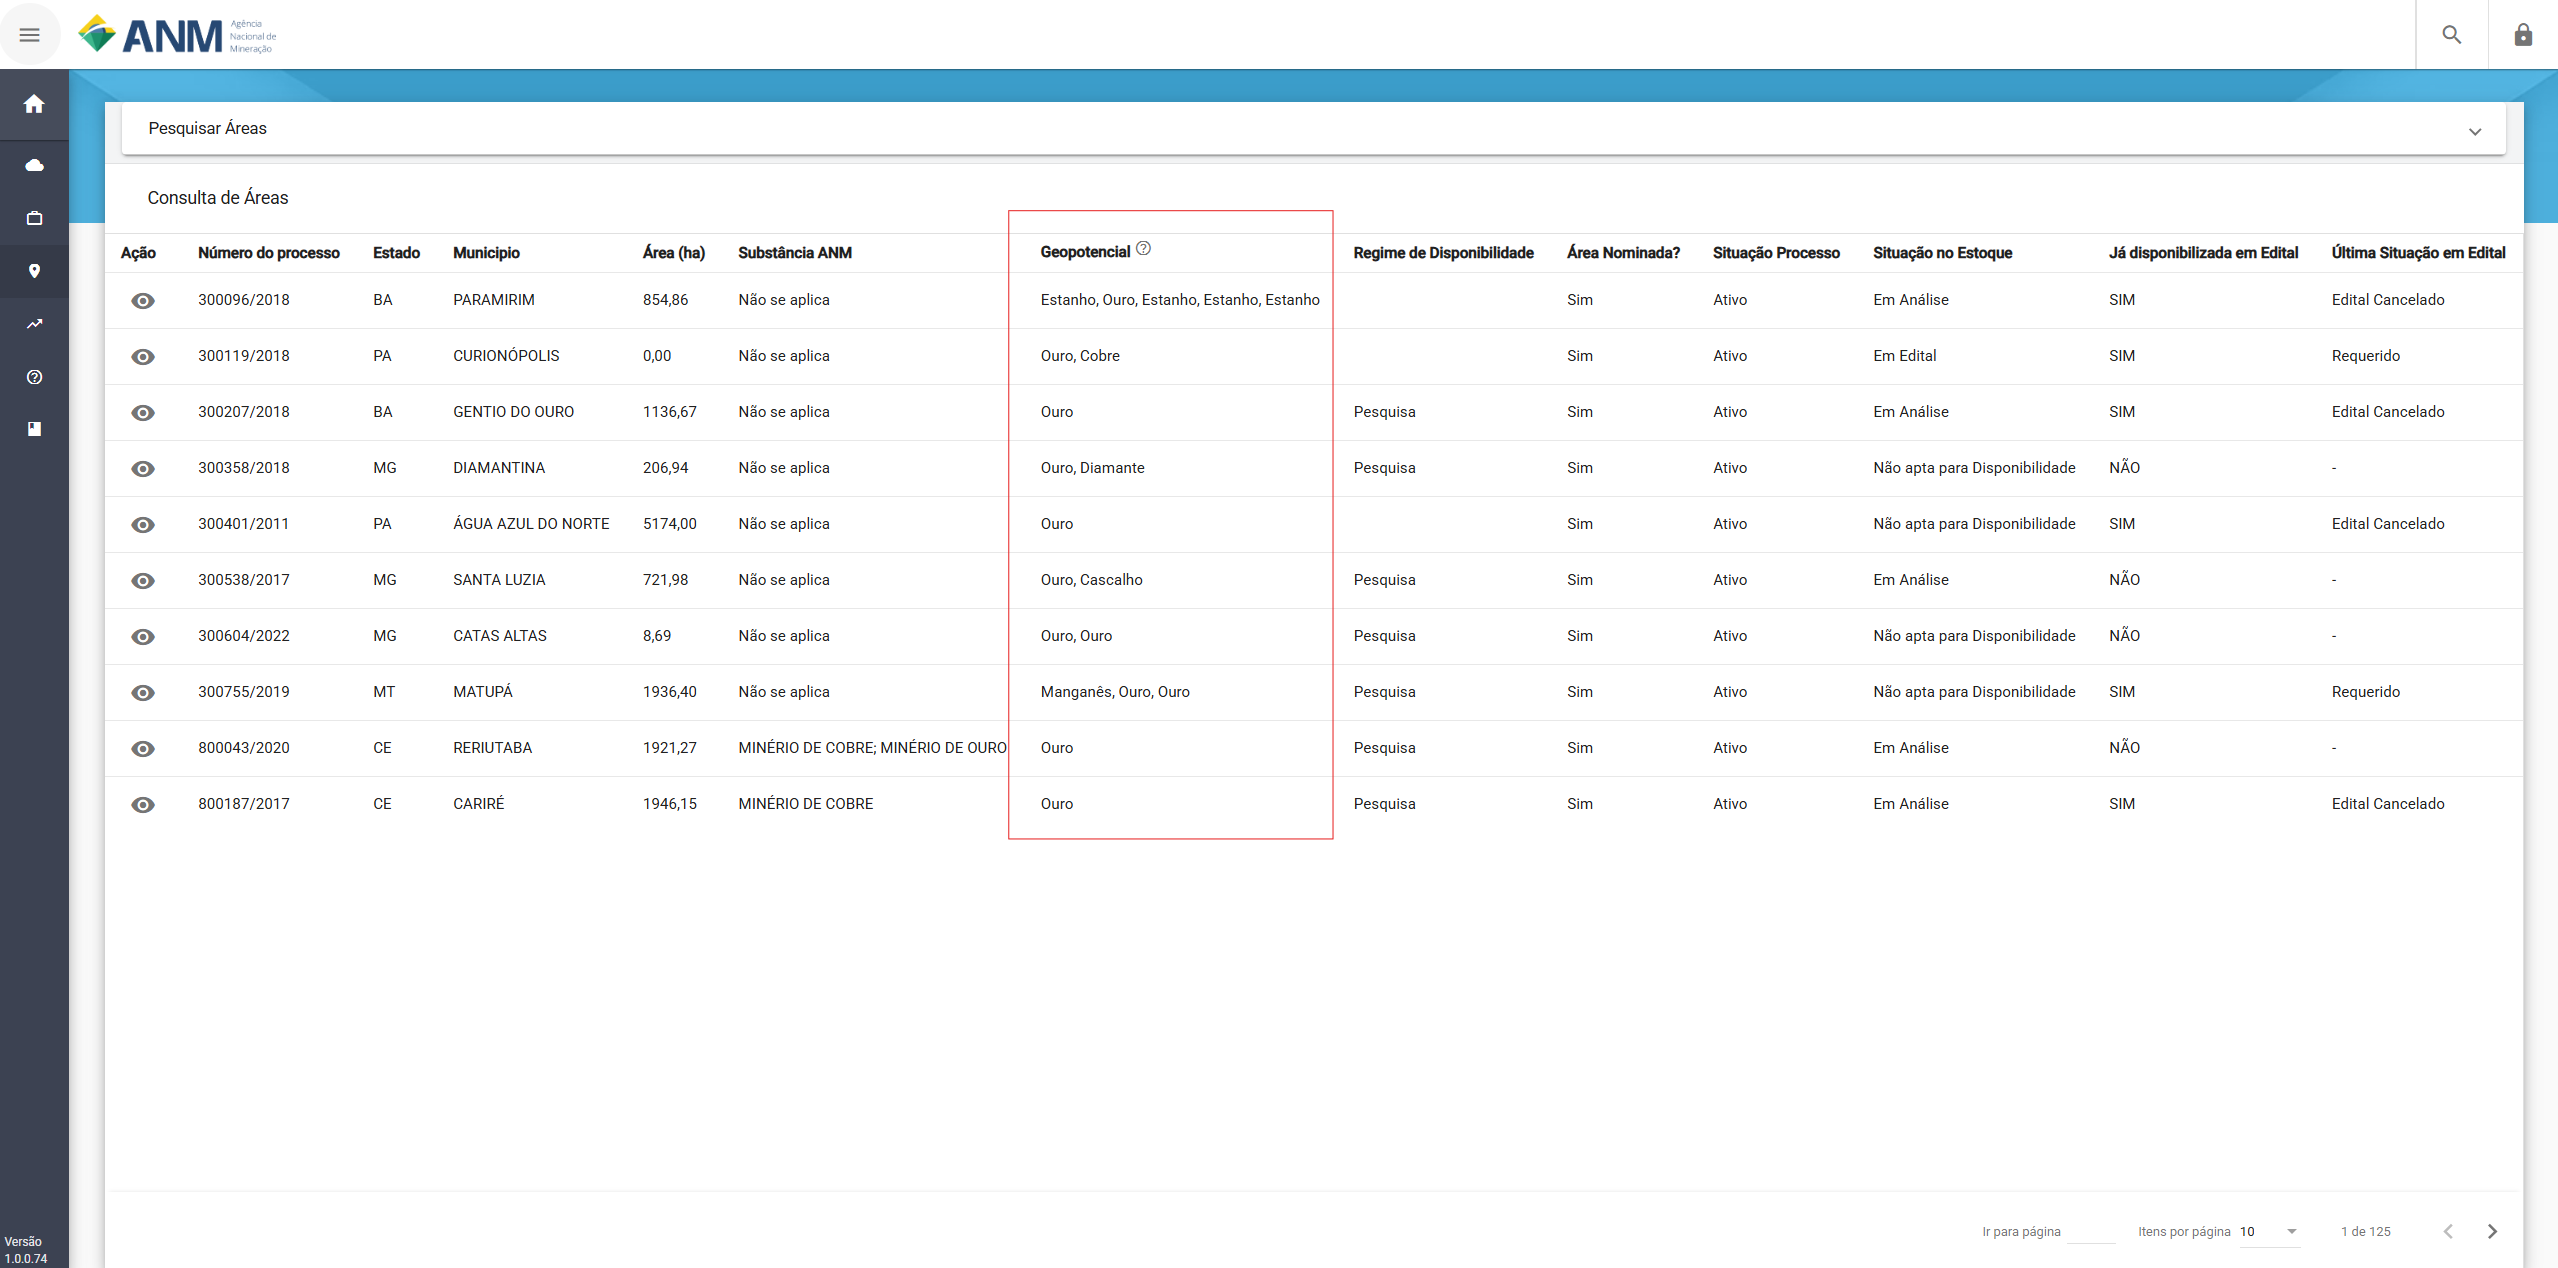 ANM Agência
Nacional de
Mineração
Pesquisar Áreas
Consulta de Áreas
Ação Número do processo Estado Municipio Área (ha) Substância ANM Geopotencial Regime de Disponibilidade Área Nominada? Situação Processo Situação no Estoque Já disponibilizada em Edital Última Situação em Edital
300096/2018 BA PARAMIRIM 854,86 Não se aplica Estanho, Ouro, Estanho, Estanho, Estanho Sim Ativo Em Análise SIM Edital Cancelado
300119/2018 PA CURIONÓPOLIS 0,00 Não se aplica Ouro, Cobre Sim Ativo Em Edital SIM Requerido
300207/2018 BA GENTIO DO OURO 1136,67 Não se aplica Ouro Pesquisa Sim Ativo Em Análise SIM Edital Cancelado
300358/2018 MG DIAMANTINA 206,94 Não se aplica Ouro, Diamante Pesquisa Sim Ativo Não apta para Disponibilidade NÃO -
300401/2011 PA ÁGUA AZUL DO NORTE 5174,00 Não se aplica Ouro Sim Ativo Não apta para Disponibilidade SIM Edital Cancelado
300538/2017 MG SANTA LUZIA 721,98 Não se aplica Ouro, Cascalho Pesquisa Sim Ativo Em Análise NÃO -
300604/2022 MG CATAS ALTAS 8,69 Não se aplica Ouro, Ouro Pesquisa Sim Ativo Não apta para Disponibilidade NÃO -
300755/2019 MT MATUPÁ 1936,40 Não se aplica Manganês, Ouro, Ouro Pesquisa Sim Ativo Não apta para Disponibilidade SIM Requerido
800043/2020 CE RERIUTABA 1921,27 MINÉRIO DE COBRE; MINÉRIO DE OURO Ouro Pesquisa Sim Ativo Em Análise NÃO -
800187/2017 CE CARIRÉ 1946,15 MINÉRIO DE COBRE Ouro Pesquisa Sim Ativo Em Análise SIM Edital Cancelado
Ir para página Itens por página 10 1 de 125
Versão
1.0.0.74